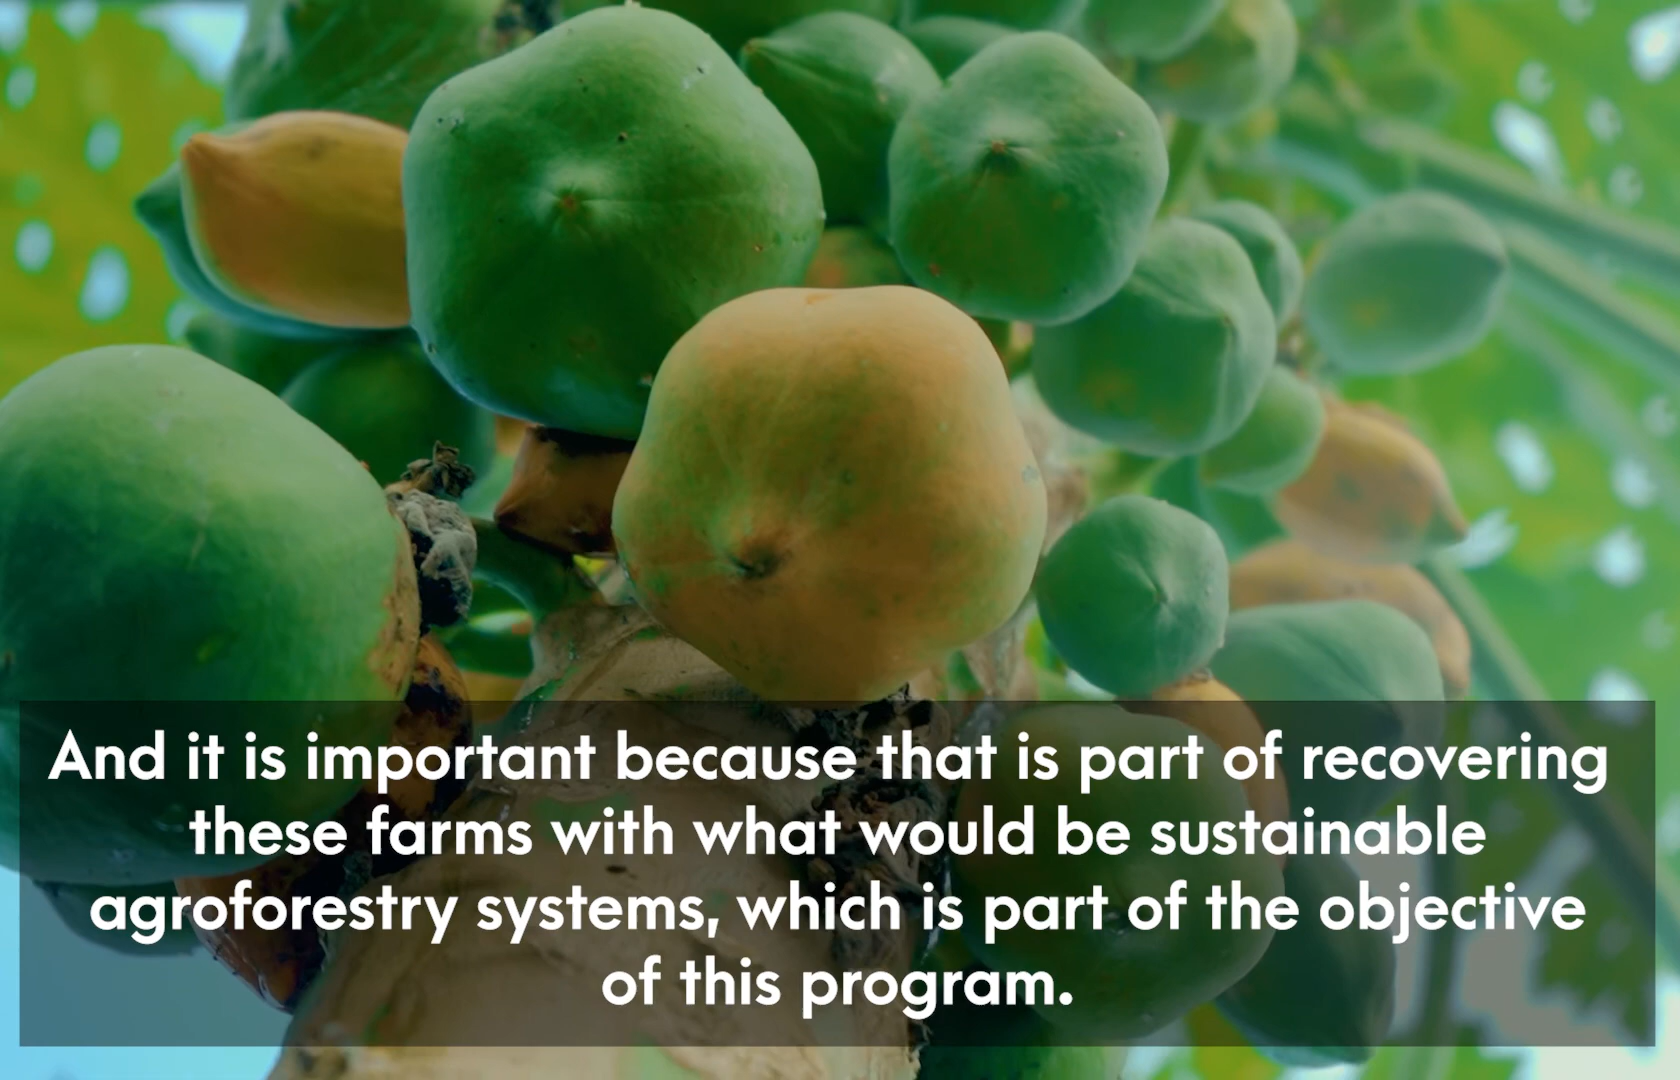 And it is important because that is part of recovering
these farms with what would be sustainable
agroforestry systems, which is part of the objective
of this program.